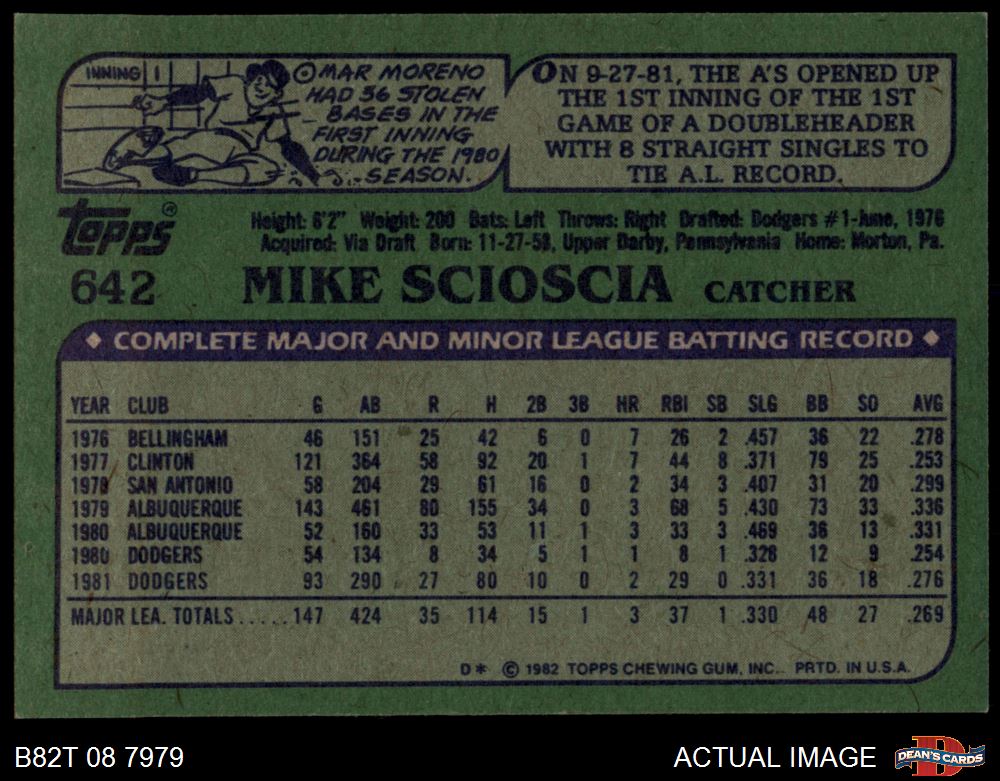 INNING 1
OMAR MORENO
HAD 56 STOLEN
BASES IN THE
FIRST INNING
DURING THE 1980
SEASON.
ON 9-27-81, THE A'S OPENED UP
THE 1ST INNING OF THE 1ST
GAME OF A DOUBLEHEADER
WITH 8 STRAIGHT SINGLES TO
TIE A.L. RECORD.
Topps®
Height: 6'2" Weight: 200 Bats: Left Throws: Right Drafted: Dodgers #1-June, 1976
Acquired: Via Draft Born: 11-27-58, Upper Darby, Pennsylvania Home: Morton, Pa.
642 MIKE SCIOSCIA CATCHER
◆ COMPLETE MAJOR AND MINOR LEAGUE BATTING RECORD ◆
YEAR CLUB G AB R H 2B 3B HR RBI SB SLG BB SO AVG
1976 BELLINGHAM 46 151 25 42 6 0 7 26 2 .457 36 22 .278
1977 CLINTON 121 364 58 92 20 1 7 44 8 .371 79 25 .253
1978 SAN ANTONIO 58 204 29 61 16 0 2 34 3 .407 31 20 .299
1979 ALBUQUERQUE 143 461 80 155 34 0 3 68 5 .430 73 33 .336
1980 ALBUQUERQUE 52 160 33 53 11 1 3 33 3 .469 36 13 .331
1980 DODGERS 54 134 8 34 5 1 1 8 1 .328 12 9 .254
1981 DODGERS 93 290 27 80 10 0 2 29 0 .331 36 18 .276
MAJOR LEA. TOTALS.....147 424 35 114 15 1 3 37 1 .330 48 27 .269
D* © 1982 TOPPS CHEWING GUM, INC. PRTD. IN U.S.A.
B82T 08 7979
ACTUAL IMAGE
D
DEAN'S CARDS